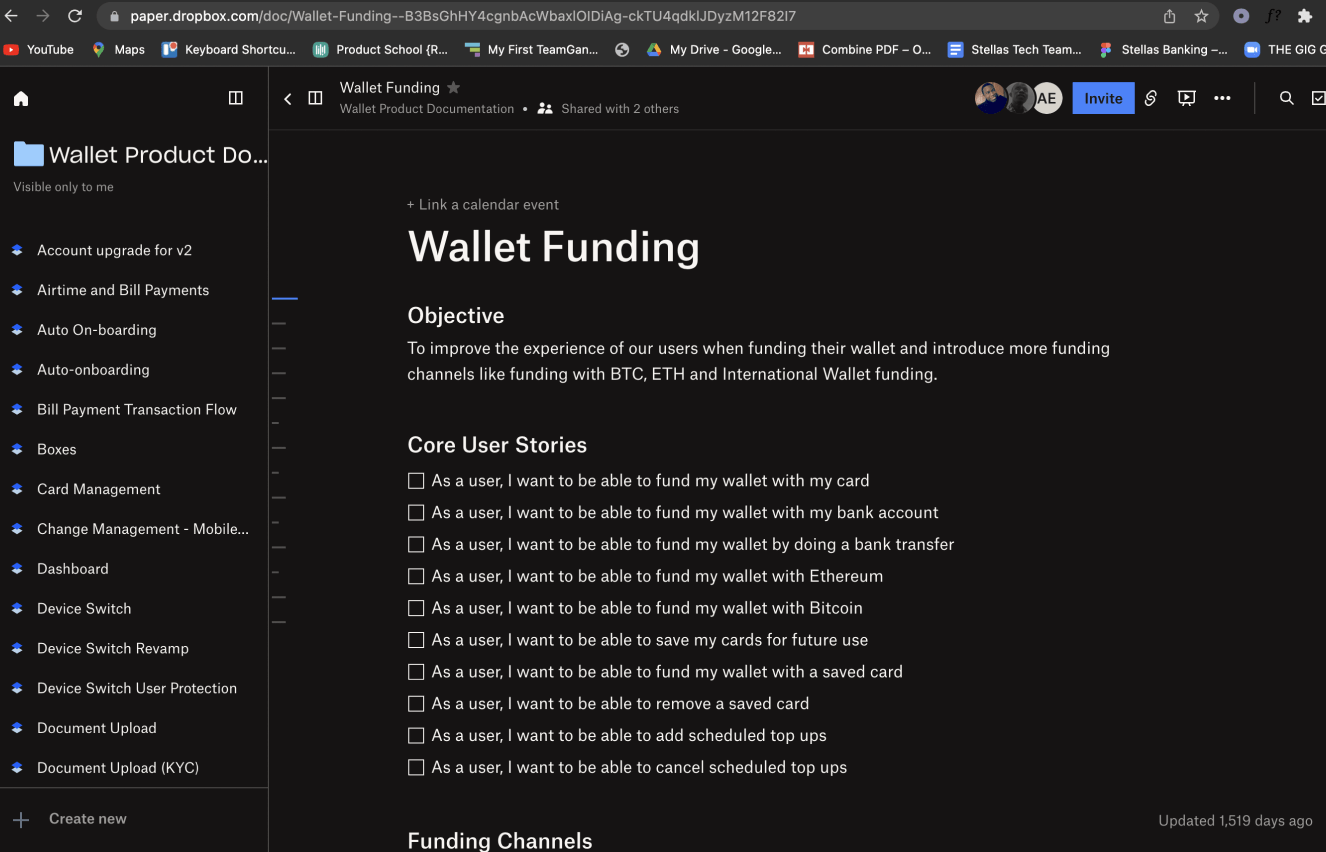 paper.dropbox.com/doc/Wallet-Funding--B3BsGhHY4cgnbAcWbaxlOIDiAg-ckTU4qdklJDyzM12F82I7
f?
YouTube
Maps
Keyboard Shortcu...
Product School {R...
My First TeamGan...
My Drive - Google...
Combine PDF – O...
Stellas Tech Team...
Stellas Banking –...
THE GIG G
Wallet Product Do...
Visible only to me
Account upgrade for v2
Airtime and Bill Payments
Auto On-boarding
Auto-onboarding
Bill Payment Transaction Flow
Boxes
Card Management
Change Management - Mobile...
Dashboard
Device Switch
Device Switch Revamp
Device Switch User Protection
Document Upload
Document Upload (KYC)
Create new
Wallet Funding
Wallet Product Documentation • Shared with 2 others
AE
Invite
+ Link a calendar event
Wallet Funding
Objective
To improve the experience of our users when funding their wallet and introduce more funding
channels like funding with BTC, ETH and International Wallet funding.
Core User Stories
As a user, I want to be able to fund my wallet with my card
As a user, I want to be able to fund my wallet with my bank account
As a user, I want to be able to fund my wallet by doing a bank transfer
As a user, I want to be able to fund my wallet with Ethereum
As a user, I want to be able to fund my wallet with Bitcoin
As a user, I want to be able to save my cards for future use
As a user, I want to be able to fund my wallet with a saved card
As a user, I want to be able to remove a saved card
As a user, I want to be able to add scheduled top ups
As a user, I want to be able to cancel scheduled top ups
Funding Channels
Updated 1,519 days ago